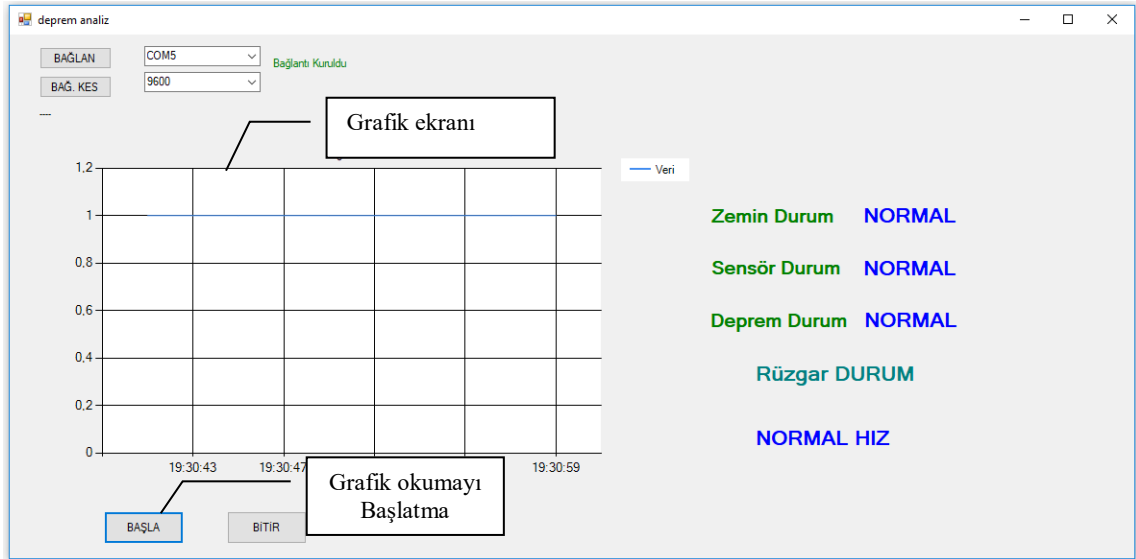 deprem analiz
BAĞLAN
COM5
Bağlantı Kuruldu
BAĞ. KES
9600
---
Grafik ekranı
1,2
1
0,8
0,6
0,4
0,2
0
19:30:43
19:30:47
19:30:59
Veri
Zemin Durum NORMAL
Sensör Durum NORMAL
Deprem Durum NORMAL
Rüzgar DURUM
NORMAL HIZ
Grafik okumayı
Başlatma
BAŞLA
BİTİR